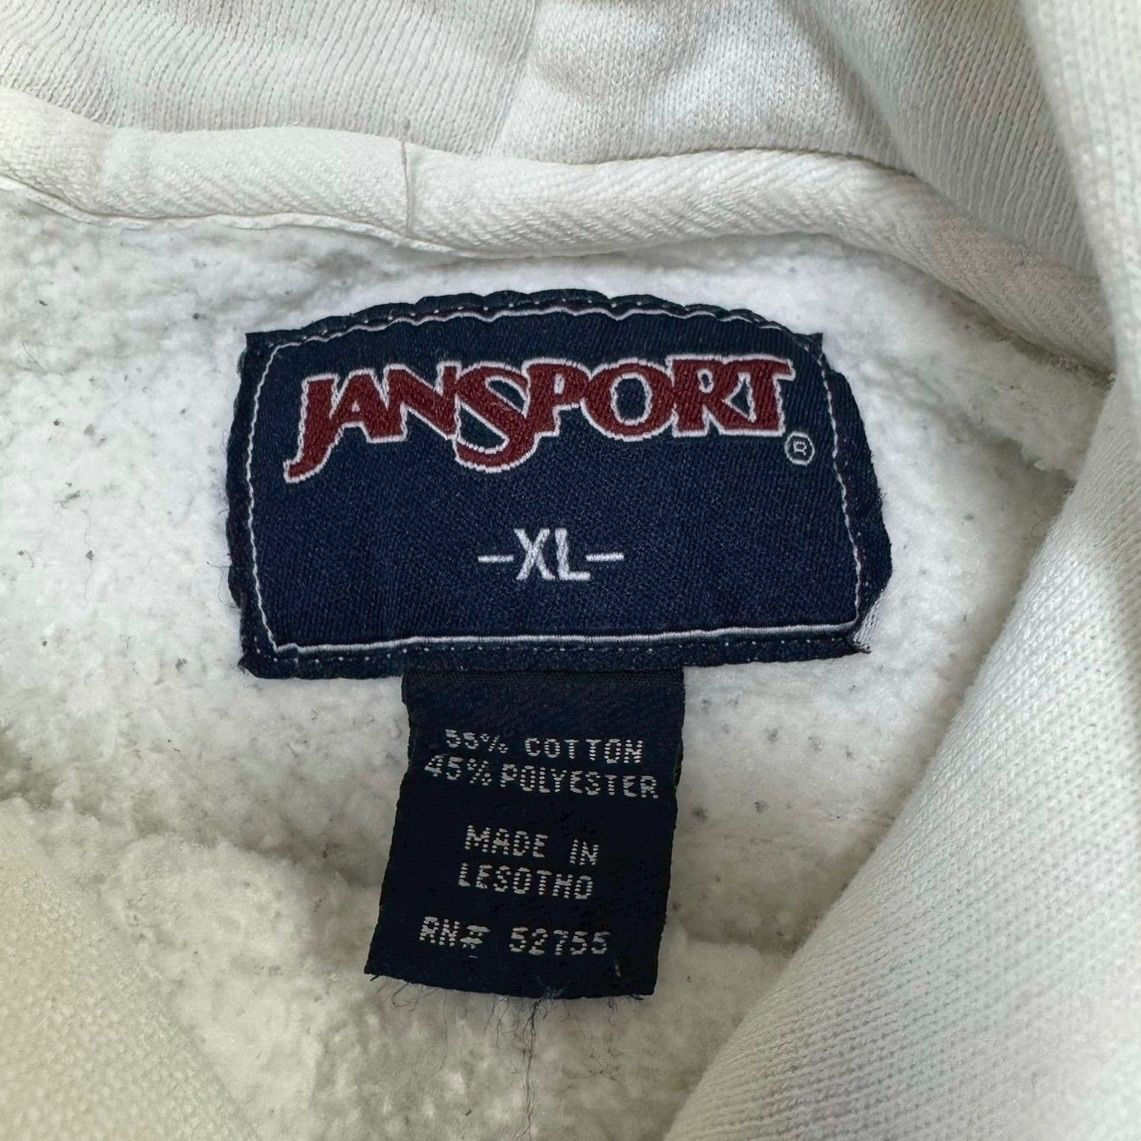 JANSPORT
®
-XL-
55% COTTON
45% POLYESTER
MADE IN
LESOTHO
RN# 52755